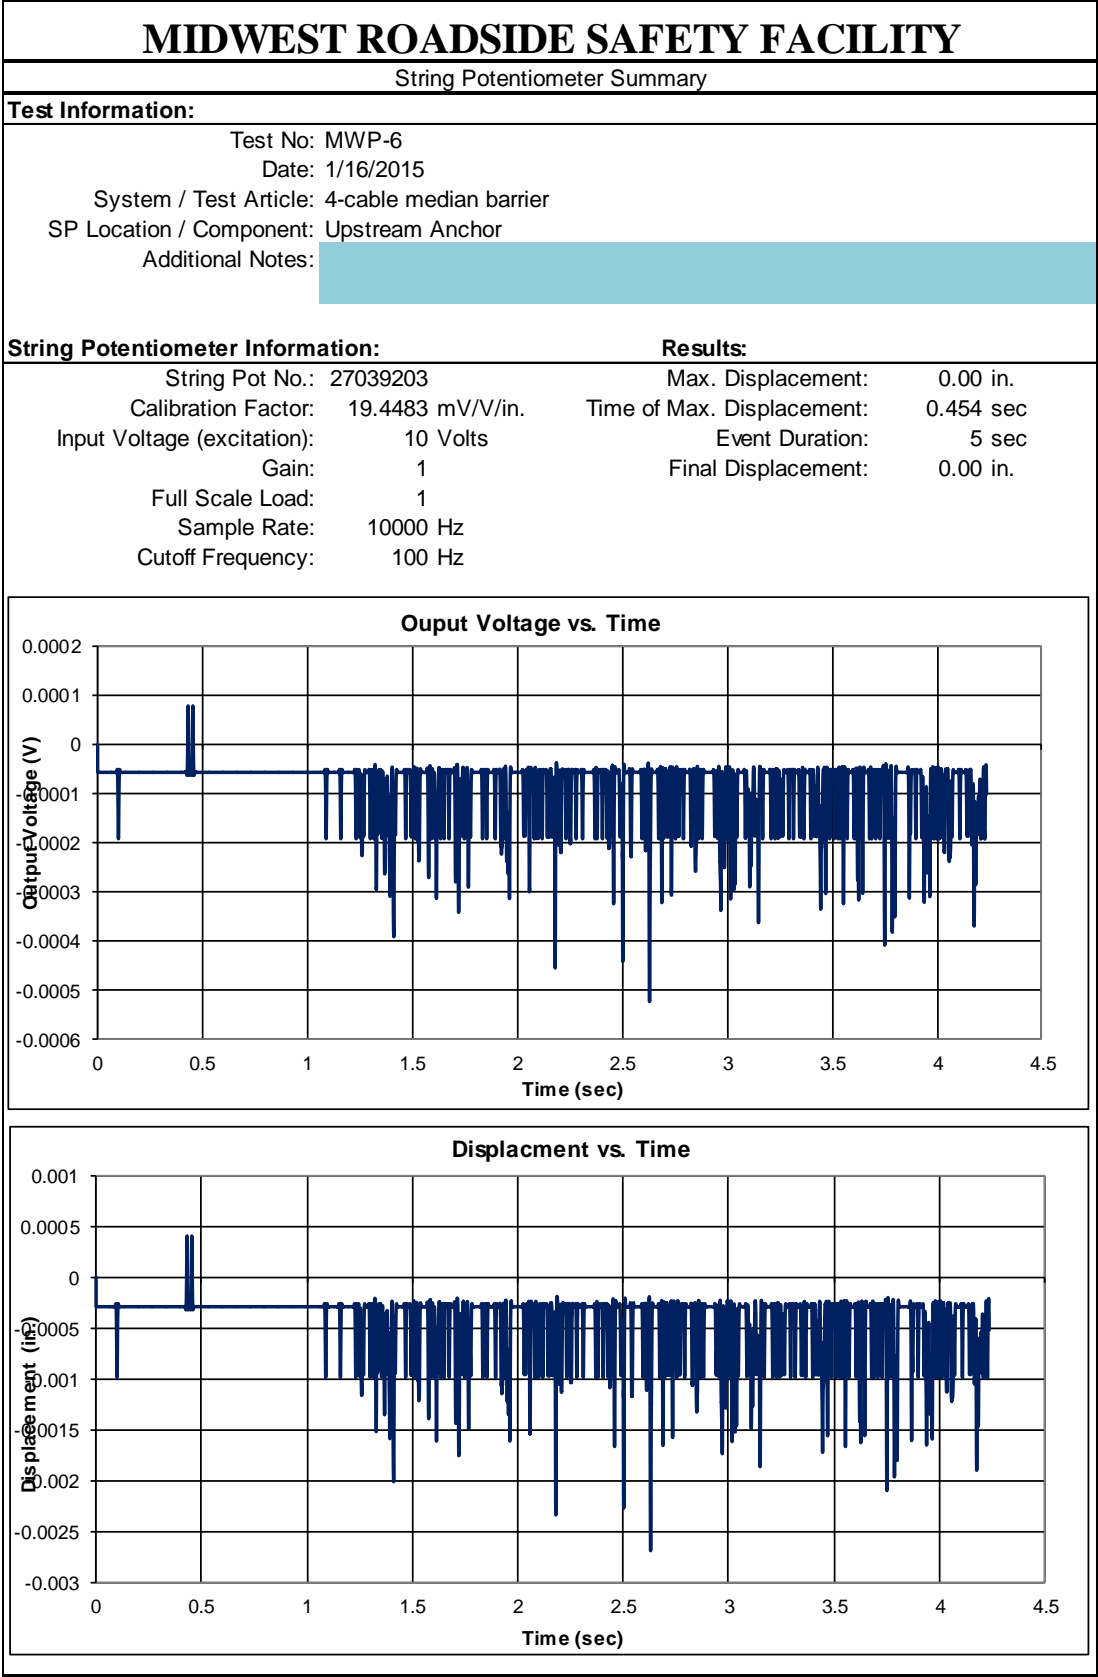 MIDWEST ROADSIDE SAFETY FACILITY
String Potentiometer Summary
Test Information:
Test No: MWP-6
Date: 1/16/2015
System / Test Article: 4-cable median barrier
SP Location / Component: Upstream Anchor
Additional Notes:
String Potentiometer Information: Results:
String Pot No.: 27039203 Max. Displacement: 0.00 in.
Calibration Factor: 19.4483 mV/V/in. Time of Max. Displacement: 0.454 sec
Input Voltage (excitation): 10 Volts Event Duration: 5 sec
Gain: 1 Final Displacement: 0.00 in.
Full Scale Load: 1
Sample Rate: 10000 Hz
Cutoff Frequency: 100 Hz
Ouput Voltage vs. Time
Output Voltage (V)
0.0002
0.0001
0
-0.0001
-0.0002
-0.0003
-0.0004
-0.0005
-0.0006
0 0.5 1 1.5 2 2.5 3 3.5 4 4.5
Time (sec)
Displacment vs. Time
Displacement (in.)
0.001
0.0005
0
-0.0005
-0.001
-0.0015
-0.002
-0.0025
-0.003
0 0.5 1 1.5 2 2.5 3 3.5 4 4.5
Time (sec)